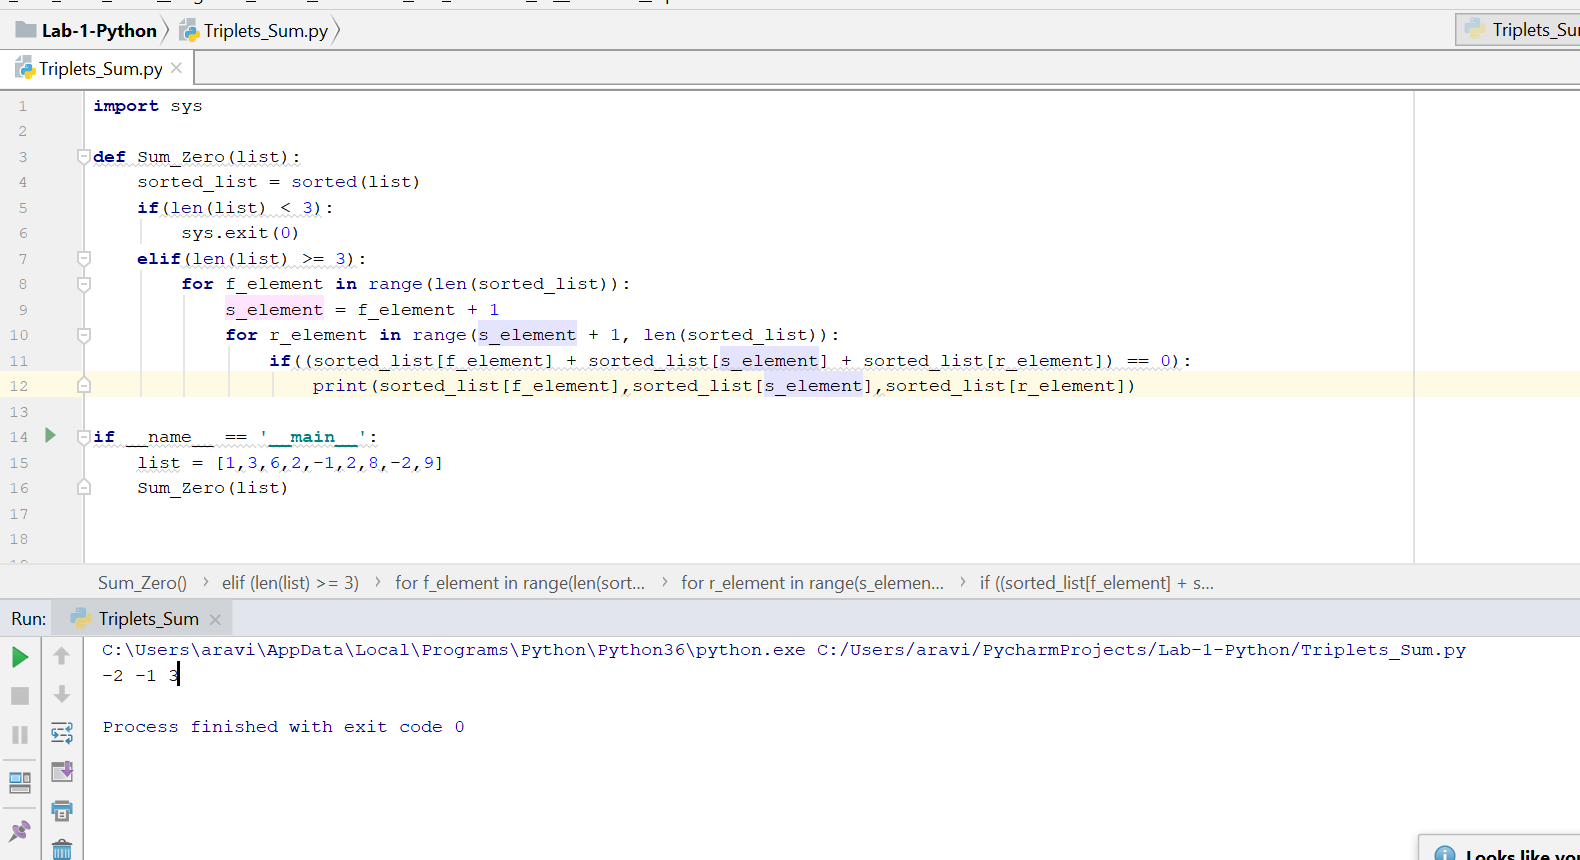 Lab-1-Python Triplets_Sum.py Triplets_Su
Triplets_Sum.py
1 import sys
2
3 def Sum_Zero(list):
4 sorted_list = sorted(list)
5 if(len(list) < 3):
6 sys.exit(0)
7 elif(len(list) >= 3):
8 for f_element in range(len(sorted_list)):
9 s_element = f_element + 1
10 for r_element in range(s_element + 1, len(sorted_list)):
11 if((sorted_list[f_element] + sorted_list[s_element] + sorted_list[r_element]) == 0):
12 print(sorted_list[f_element],sorted_list[s_element],sorted_list[r_element])
13
14 if __name__ == '__main__':
15 list = [1,3,6,2,-1,2,8,-2,9]
16 Sum_Zero(list)
17
18
Sum_Zero() › elif (len(list) >= 3) › for f_element in range(len(sort... › for r_element in range(s_elemen... › if ((sorted_list[f_element] + s...
Run: Triplets_Sum
C:\Users\aravi\AppData\Local\Programs\Python\Python36\python.exe C:/Users/aravi/PycharmProjects/Lab-1-Python/Triplets_Sum.py
-2 -1 3
Process finished with exit code 0
Looks like you